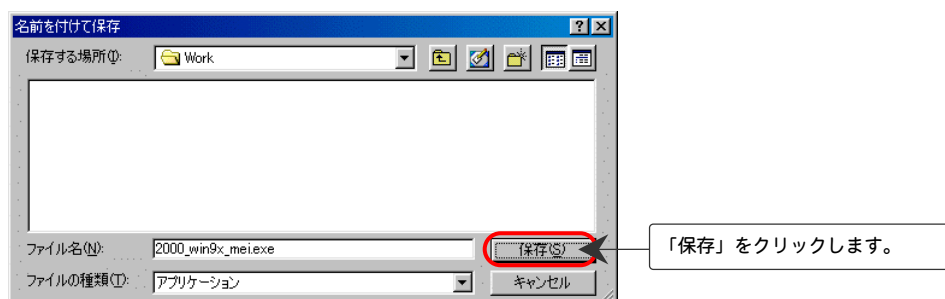 名前を付けて保存
保存する場所(I):
Work
ファイル名(N):
2000_win9x_mei.exe
保存(S)
「保存」をクリックします。
ファイルの種類(T):
アプリケーション
キャンセル